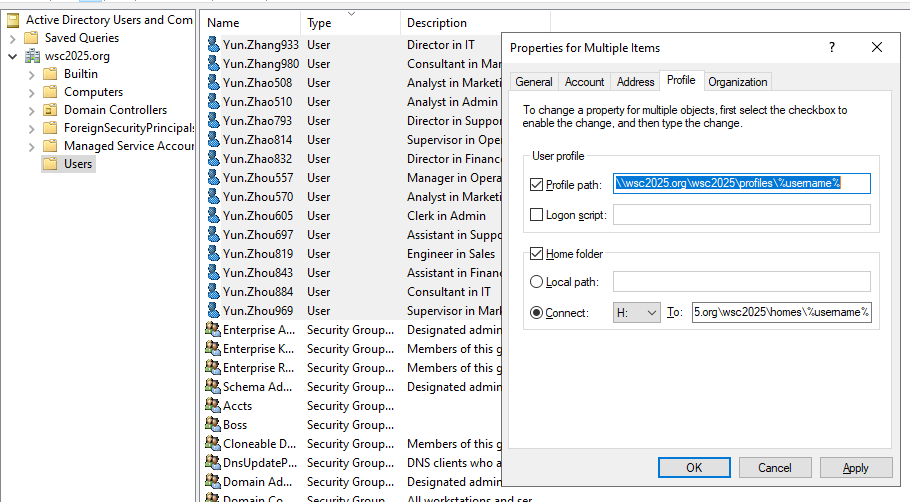 Active Directory Users and Com
Saved Queries
wsc2025.org
Builtin
Computers
Domain Controllers
ForeignSecurityPrincipals
Managed Service Accour
Users
Name Type Description
Yun.Zhang933 User Director in IT
Yun.Zhang980 User Consultant in Mar
Yun.Zhao508 User Analyst in Marketi
Yun.Zhao510 User Analyst in Admin
Yun.Zhao793 User Director in Suppor
Yun.Zhao814 User Supervisor in Oper
Yun.Zhao832 User Director in Finance
Yun.Zhou557 User Manager in Opera
Yun.Zhou570 User Analyst in Marketi
Yun.Zhou605 User Clerk in Admin
Yun.Zhou697 User Assistant in Suppo
Yun.Zhou819 User Engineer in Sales
Yun.Zhou843 User Assistant in Financ
Yun.Zhou884 User Consultant in IT
Yun.Zhou969 User Supervisor in Mark
Enterprise A... Security Group... Designated admin
Enterprise K... Security Group... Members of this g
Enterprise R... Security Group... Members of this g
Schema Ad... Security Group... Designated admin
Accts Security Group...
Boss Security Group...
Cloneable D... Security Group... Members of this g
DnsUpdateP... Security Group... DNS clients who a
Domain Ad... Security Group... Designated admin
Domain Co... Security Group... All workstations and ser
Properties for Multiple Items ?
General Account Address Profile Organization
To change a property for multiple objects, first select the checkbox to
enable the change, and then type the change.
User profile
Profile path: \\wsc2025.org\wsc2025\profiles\%username%
Logon script:
Home folder
Local path:
Connect: H: To: 5.org\wsc2025\homes\%username%
OK Cancel Apply